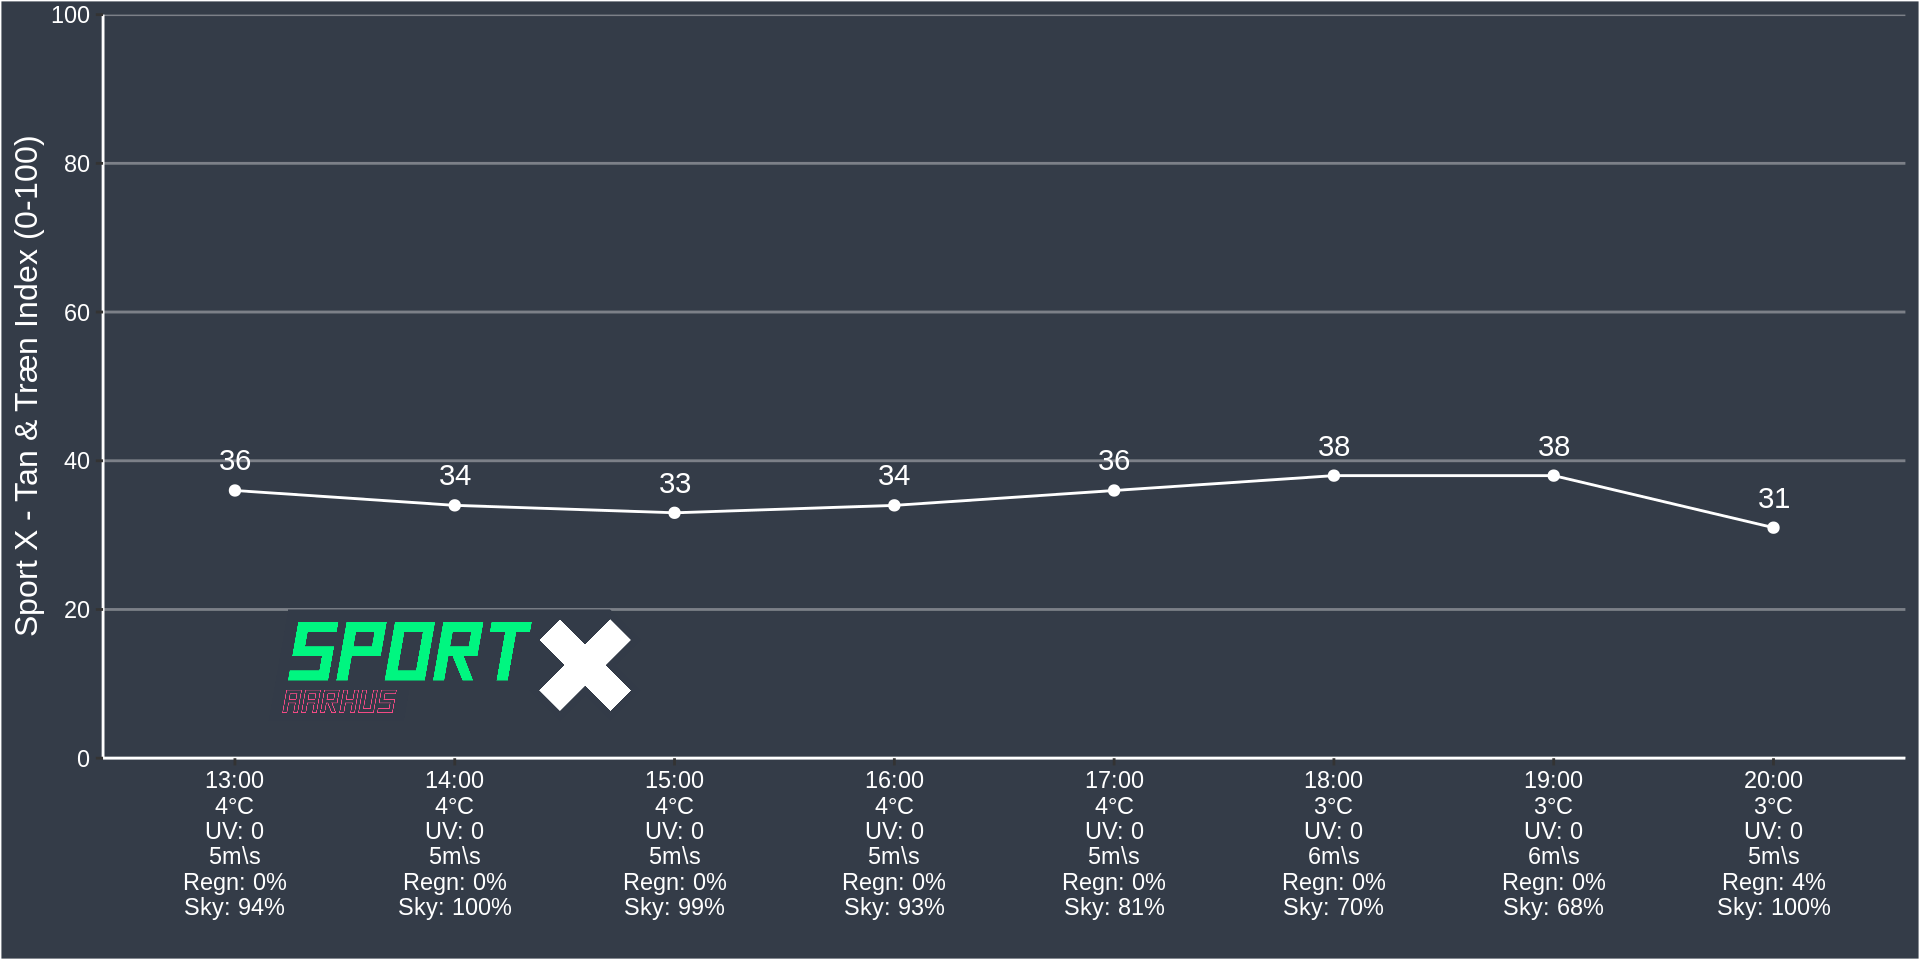 Sport X - Tan & Træn Index (0-100)
100
80
60
40
20
0
36
34
33
34
36
38
38
31
SPORT X
AARHUS
13:00 14:00 15:00 16:00 17:00 18:00 19:00 20:00
4°C 4°C 4°C 4°C 4°C 3°C 3°C 3°C
UV: 0 UV: 0 UV: 0 UV: 0 UV: 0 UV: 0 UV: 0 UV: 0
5m\s 5m\s 5m\s 5m\s 5m\s 6m\s 6m\s 5m\s
Regn: 0% Regn: 0% Regn: 0% Regn: 0% Regn: 0% Regn: 0% Regn: 0% Regn: 4%
Sky: 94% Sky: 100% Sky: 99% Sky: 93% Sky: 81% Sky: 70% Sky: 68% Sky: 100%